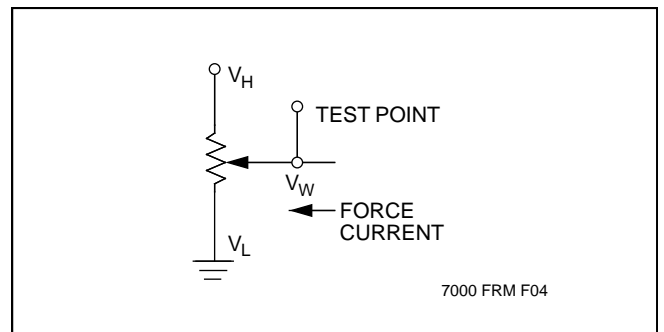 V_H
TEST POINT
V_W
FORCE
CURRENT
V_L
7000 FRM F04